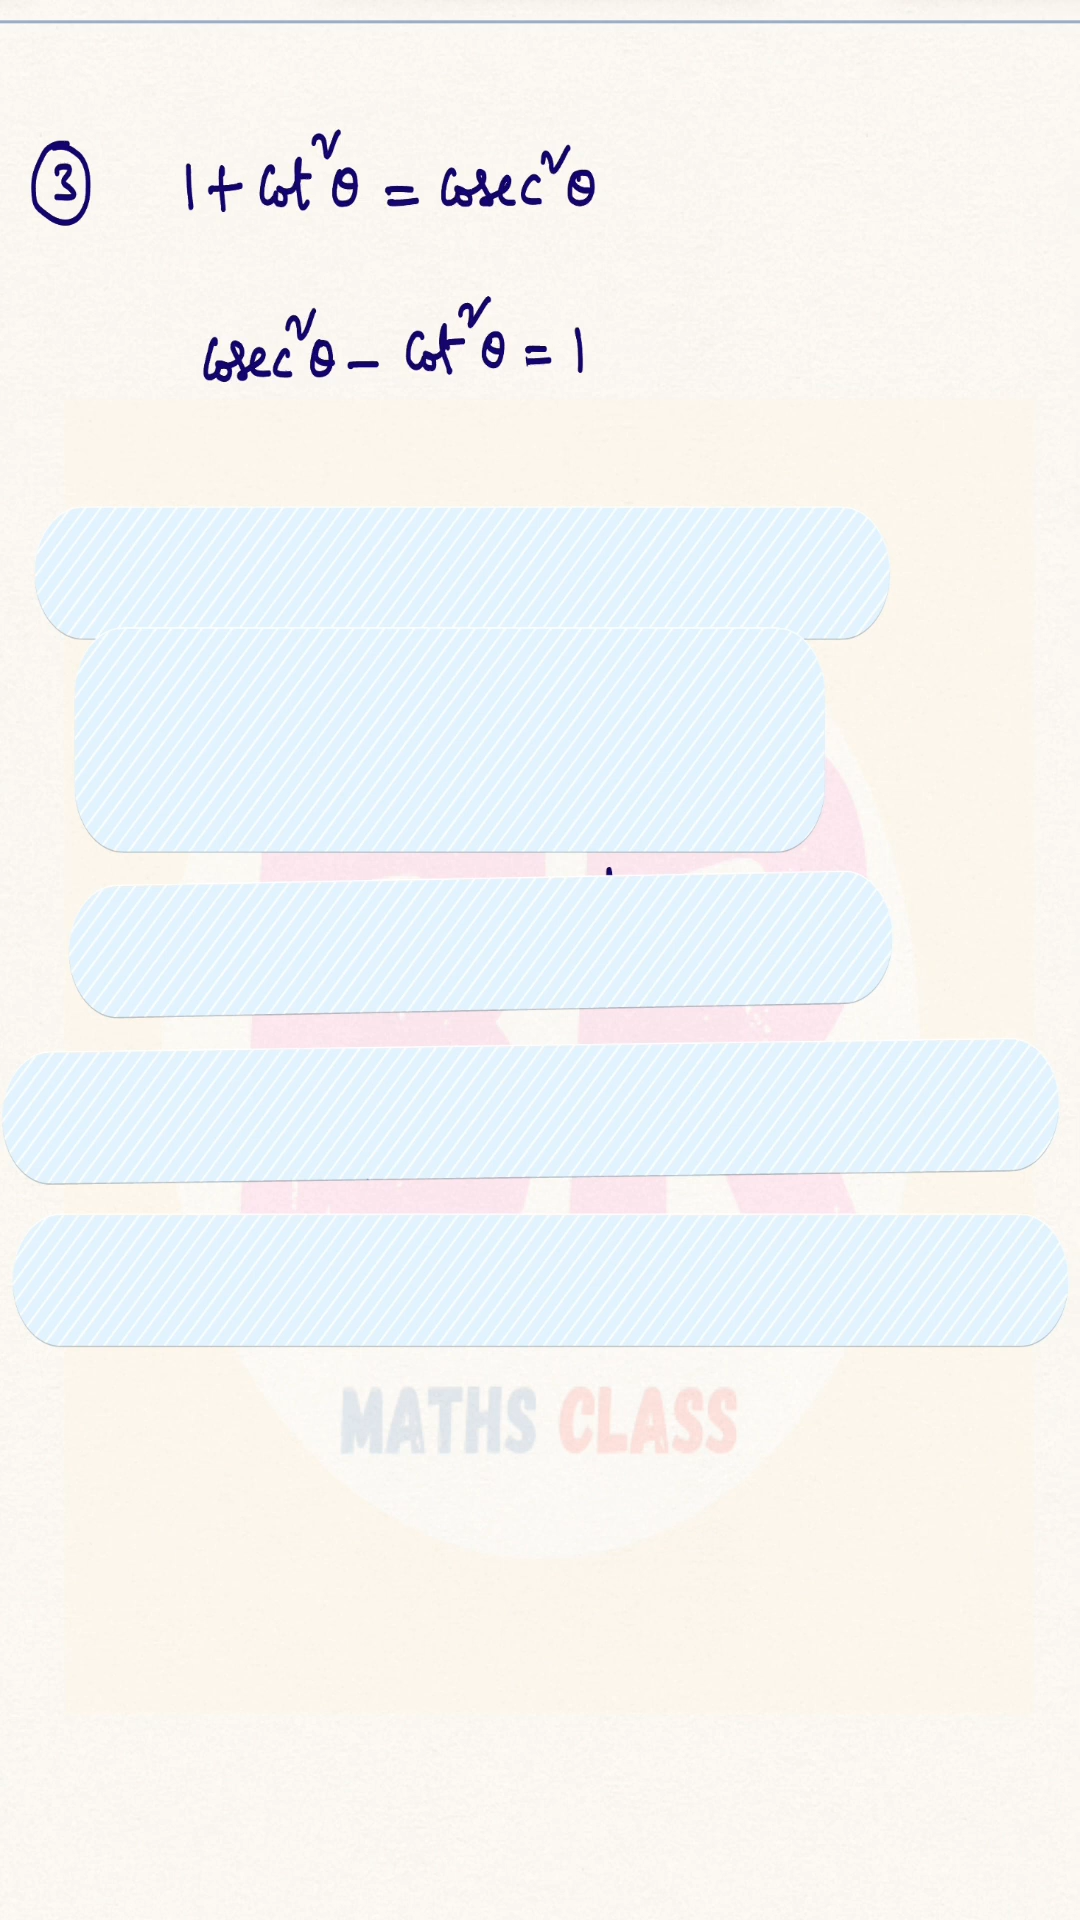 ③ 1 + cot²θ = cosec²θ
cosec²θ - cot²θ = 1
MATHS CLASS